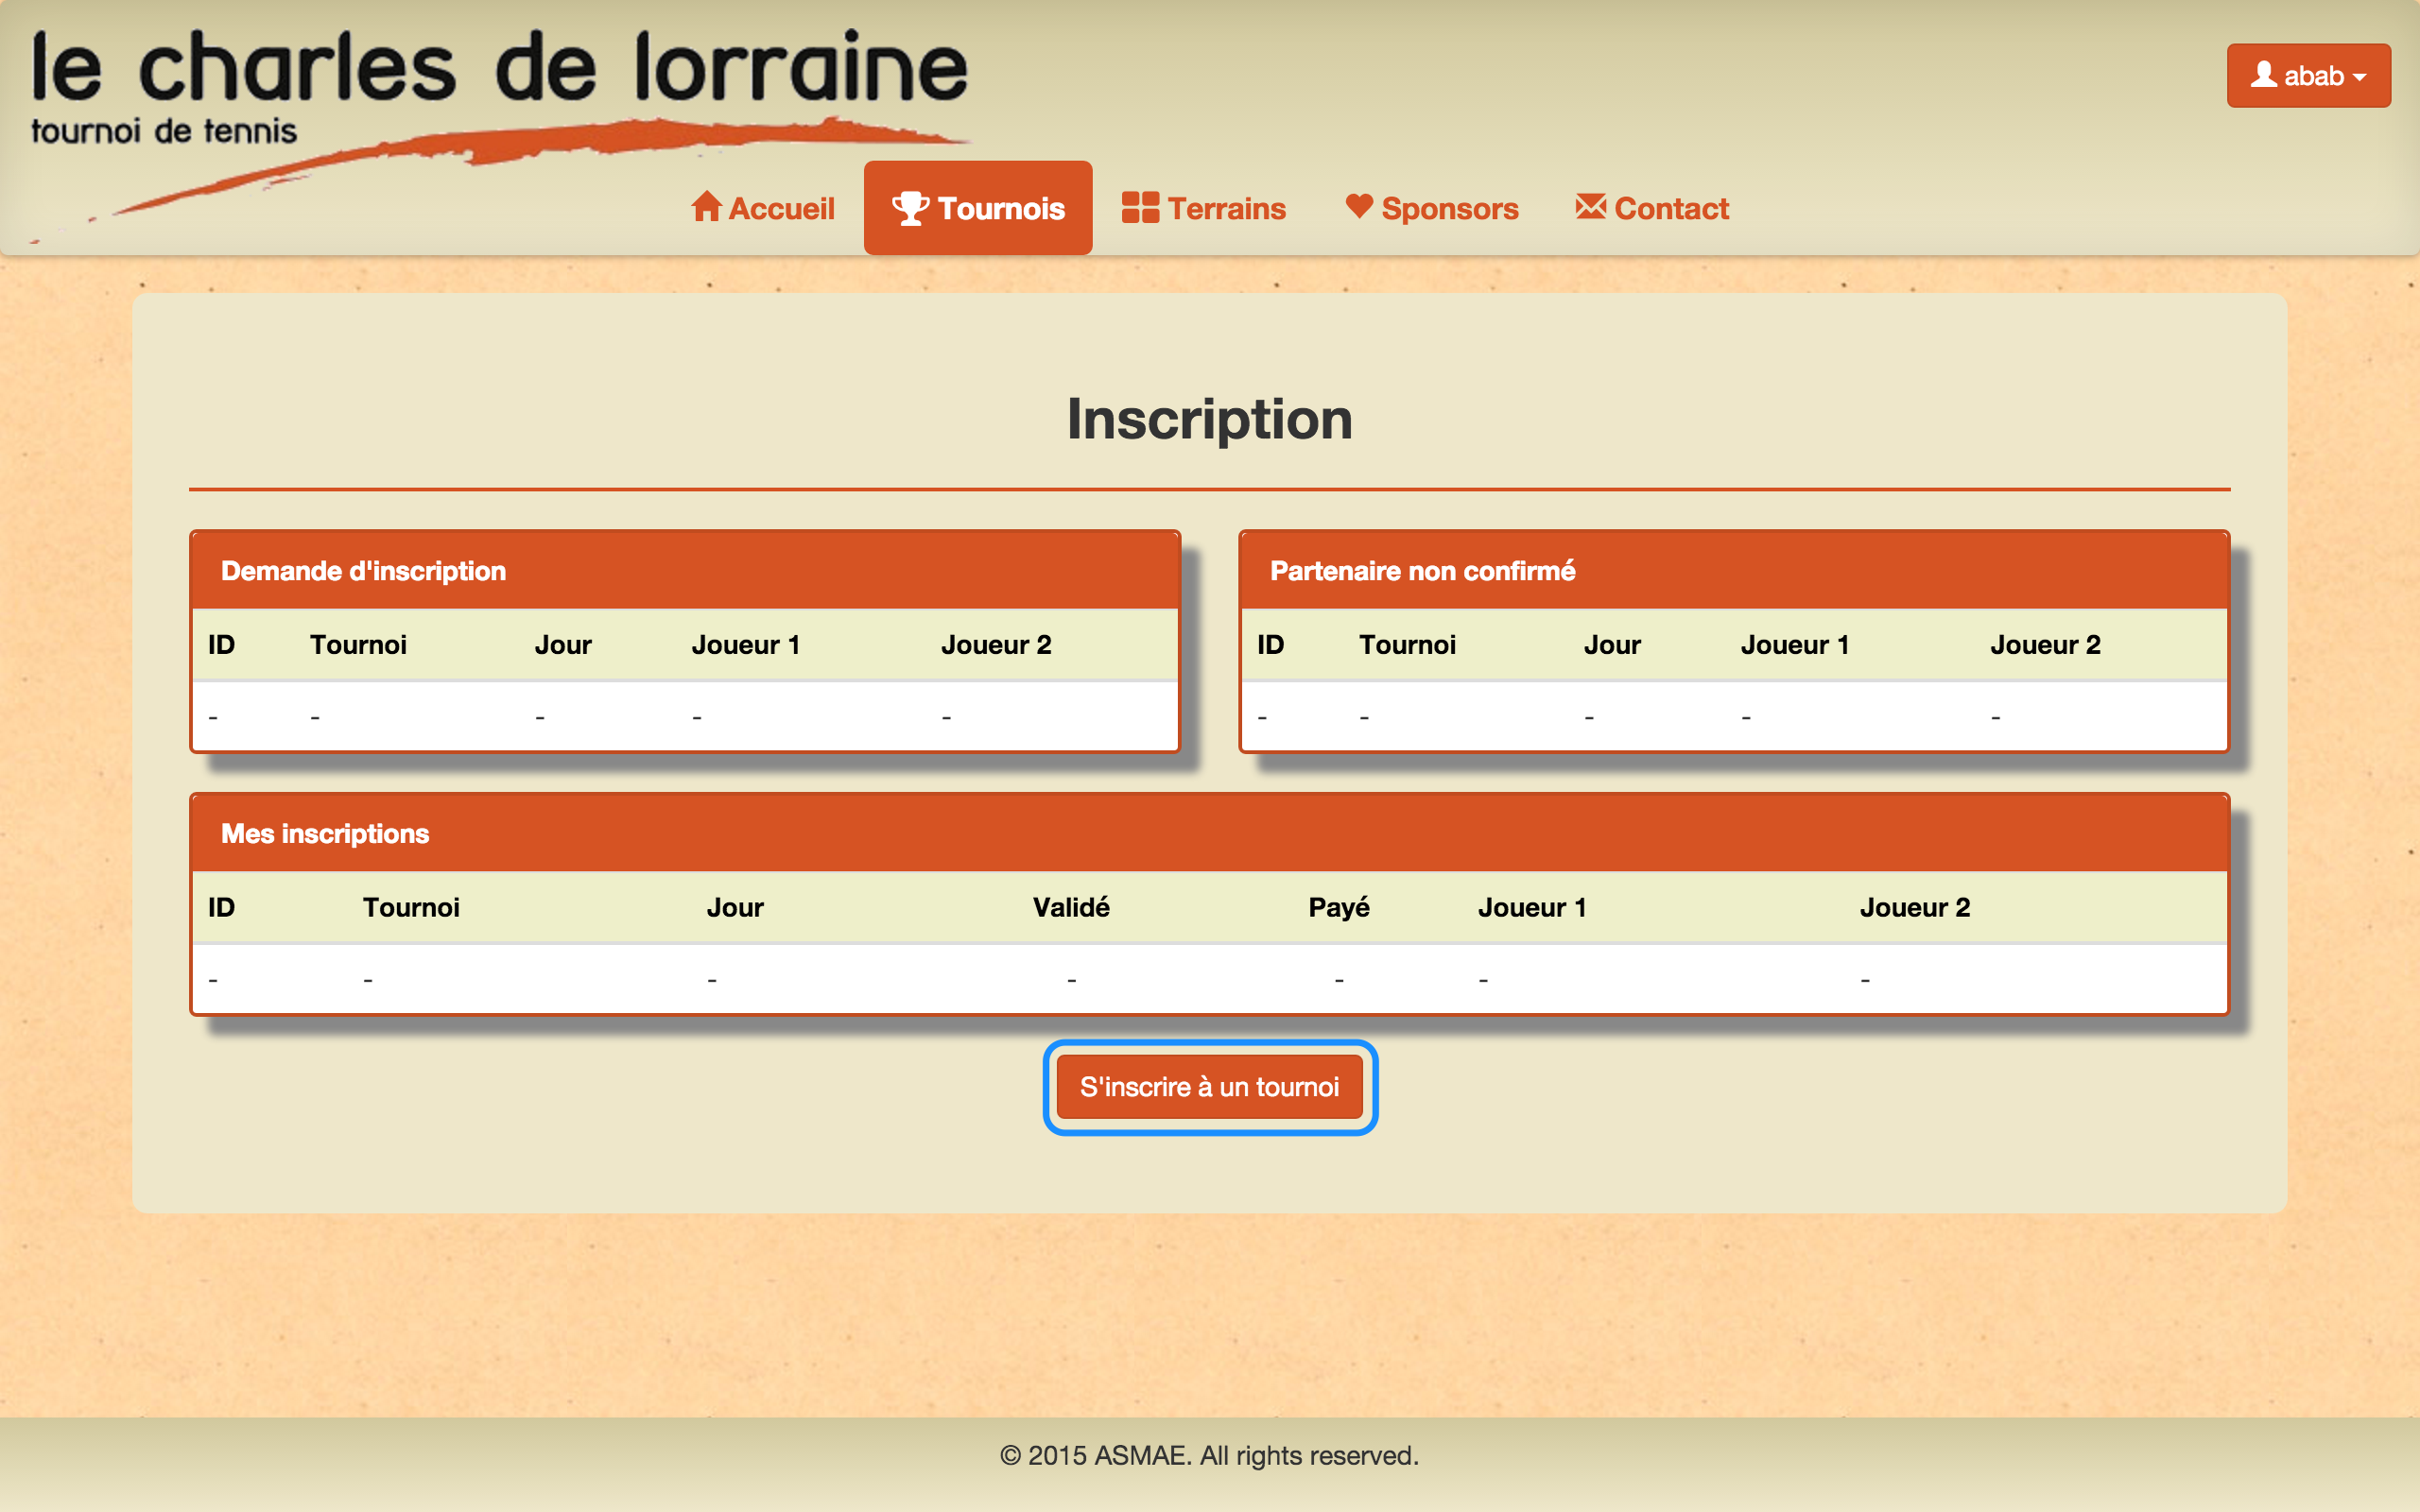 le charles de lorraine
tournoi de tennis
abab
Accueil Tournois Terrains Sponsors Contact
Inscription
Demande d'inscription
ID Tournoi Jour Joueur 1 Joueur 2
- - - - -
Partenaire non confirmé
ID Tournoi Jour Joueur 1 Joueur 2
- - - - -
Mes inscriptions
ID Tournoi Jour Validé Payé Joueur 1 Joueur 2
- - - - - - -
S'inscrire à un tournoi
© 2015 ASMAE. All rights reserved.